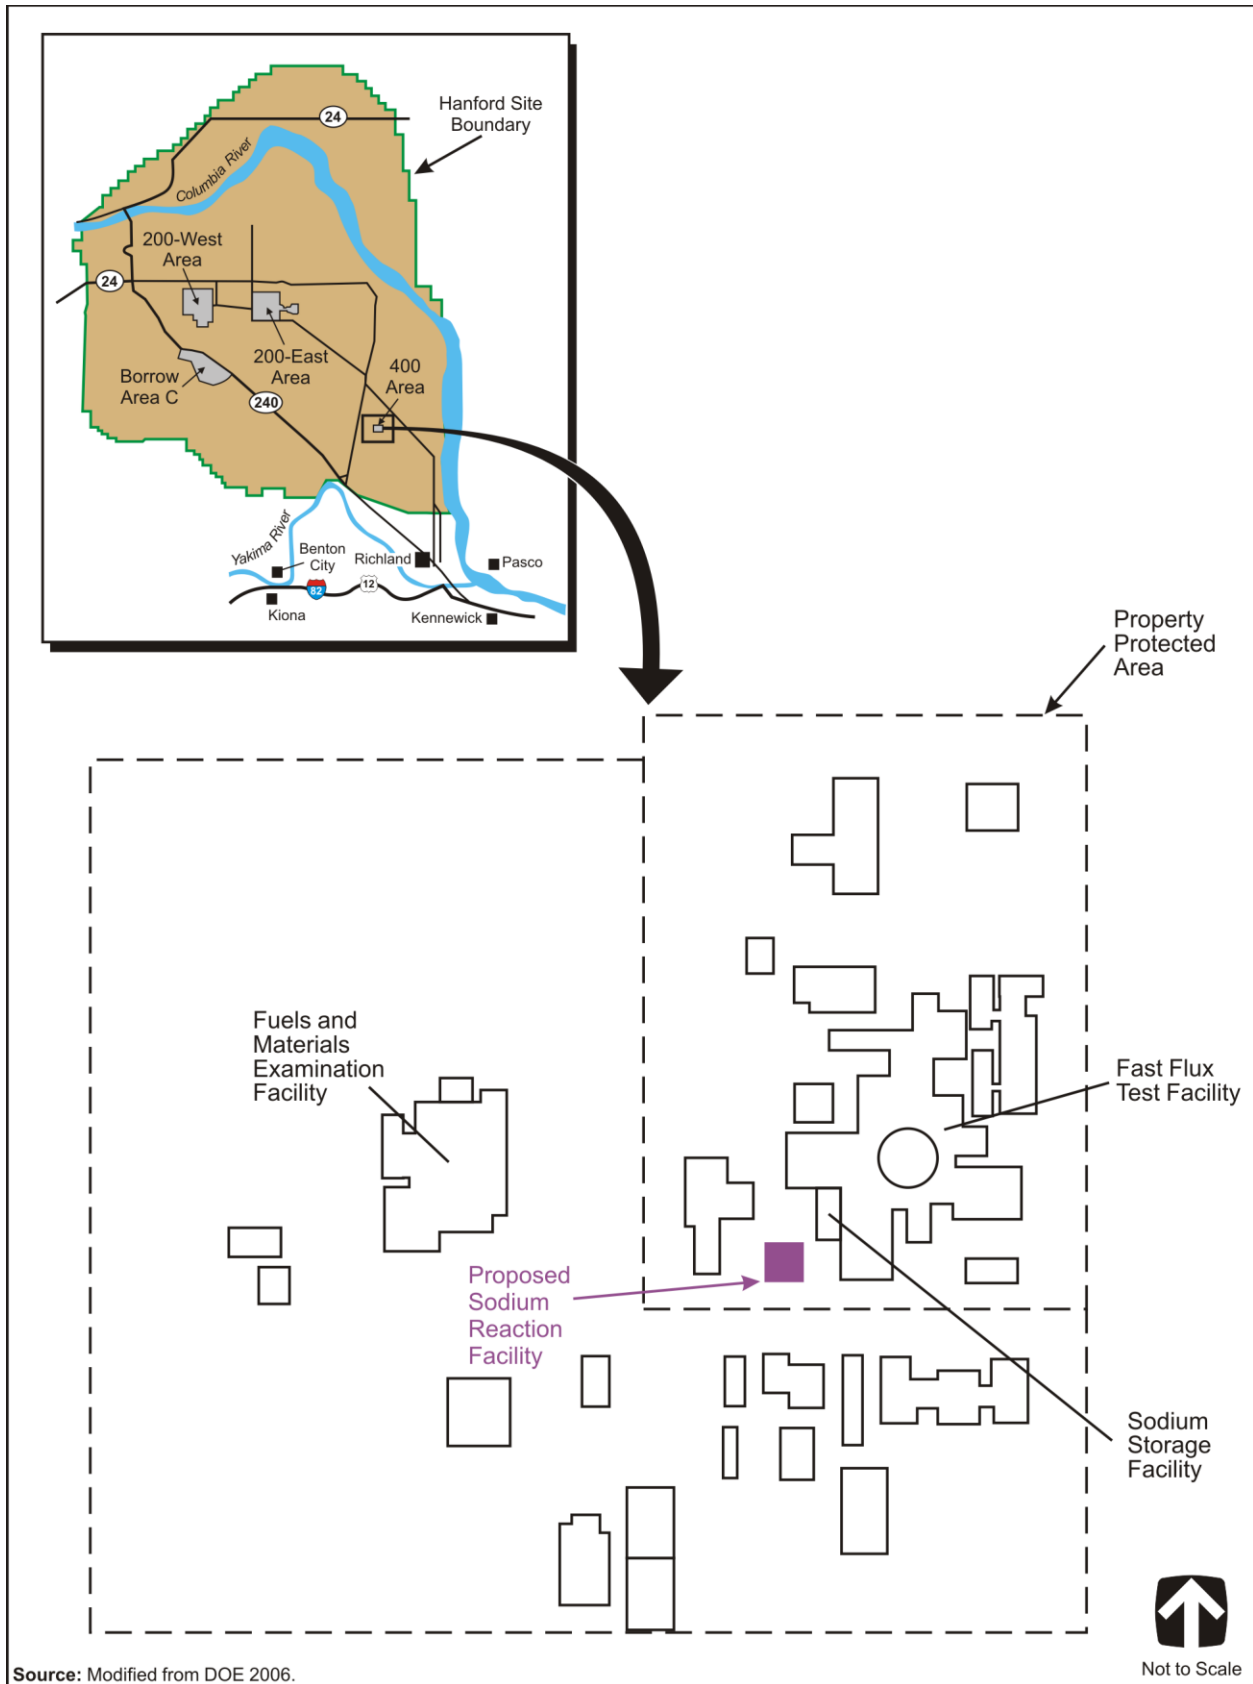 Hanford Site
Boundary
24
Columbia River
200-West
Area
24
200-East
Area
400
Area
Borrow
Area C
240
Yakima River
Benton
City
Richland
Pasco
82
12
Kiona
Kennewick
Property
Protected
Area
Fuels and
Materials
Examination
Facility
Fast Flux
Test Facility
Proposed
Sodium
Reaction
Facility
Sodium
Storage
Facility
Not to Scale
Source: Modified from DOE 2006.